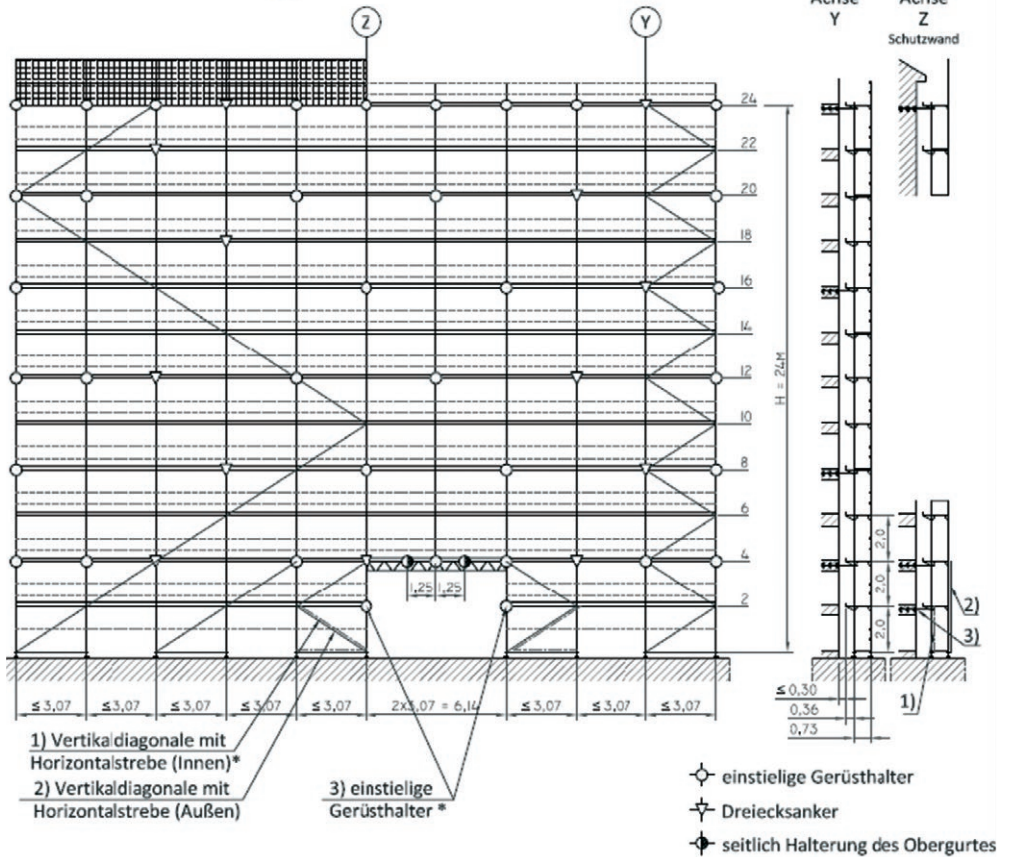 Achse
Y
Achse
Z
Schutzwand
Z
Y
24
22
20
18
16
14
12
10
8
6
4
2
H = 24M
1,25 1,25
2,0
2,0
2,0
2)
3)
1)
≤ 3,07 ≤ 3,07 ≤ 3,07 ≤ 3,07 ≤ 3,07 2x3,07 = 6,14 ≤ 3,07 ≤ 3,07 ≤ 3,07
≤ 0,30
0,36
0,73
1) Vertikaldiagonale mit
Horizontalstrebe (Innen)*
2) Vertikaldiagonale mit
Horizontalstrebe (Außen)
3) einstielige
Gerüsthalter *
einstielige Gerüsthalter
Dreiecksanker
seitlich Halterung des Obergurtes